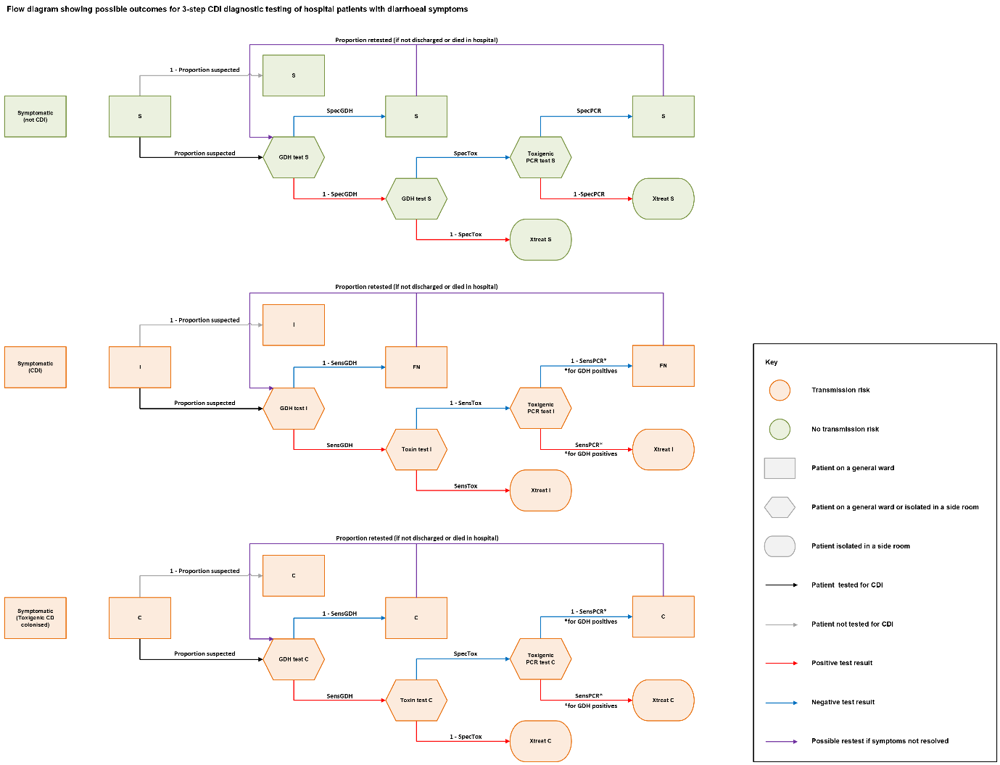 Flow diagram showing possible outcomes for 3-step CDI diagnostic testing of hospital patients with diarrhoeal symptoms
Proportion retested (if not discharged or died in hospital)
1 - Proportion suspected
S
Symptomatic
(not CDI)
S
SpecGDH
S
SpecPCR
S
Proportion suspected
GDH test S
SpecTox
Toxigenic
PCR test S
1 - SpecGDH
GDH test S
1 -SpecPCR
Xtreat S
1 - SpecTox
Xtreat S
Proportion retested (if not discharged or died in hospital)
1 - Proportion suspected
I
Symptomatic
(CDI)
I
1 - SensGDH
FN
1 - SensPCR*
*for GDH positives
FN
Proportion suspected
GDH test I
1 - SensTox
Toxigenic
PCR test I
SensGDH
Toxin test I
SensPCR*
*for GDH positives
Xtreat I
SensTox
Xtreat I
Proportion retested (if not discharged or died in hospital)
1 - Proportion suspected
C
Symptomatic
(Toxigenic CD
colonised)
C
1 - SensGDH
C
1 - SensPCR*
*for GDH positives
C
Proportion suspected
GDH test C
SpecTox
Toxigenic
PCR test C
SensGDH
Toxin test C
SensPCR*
*for GDH positives
Xtreat C
1 - SpecTox
Xtreat C
Key
Transmission risk
No transmission risk
Patient on a general ward
Patient on a general ward or isolated in a side room
Patient isolated in a side room
Patient tested for CDI
Patient not tested for CDI
Positive test result
Negative test result
Possible restest if symptoms not resolved